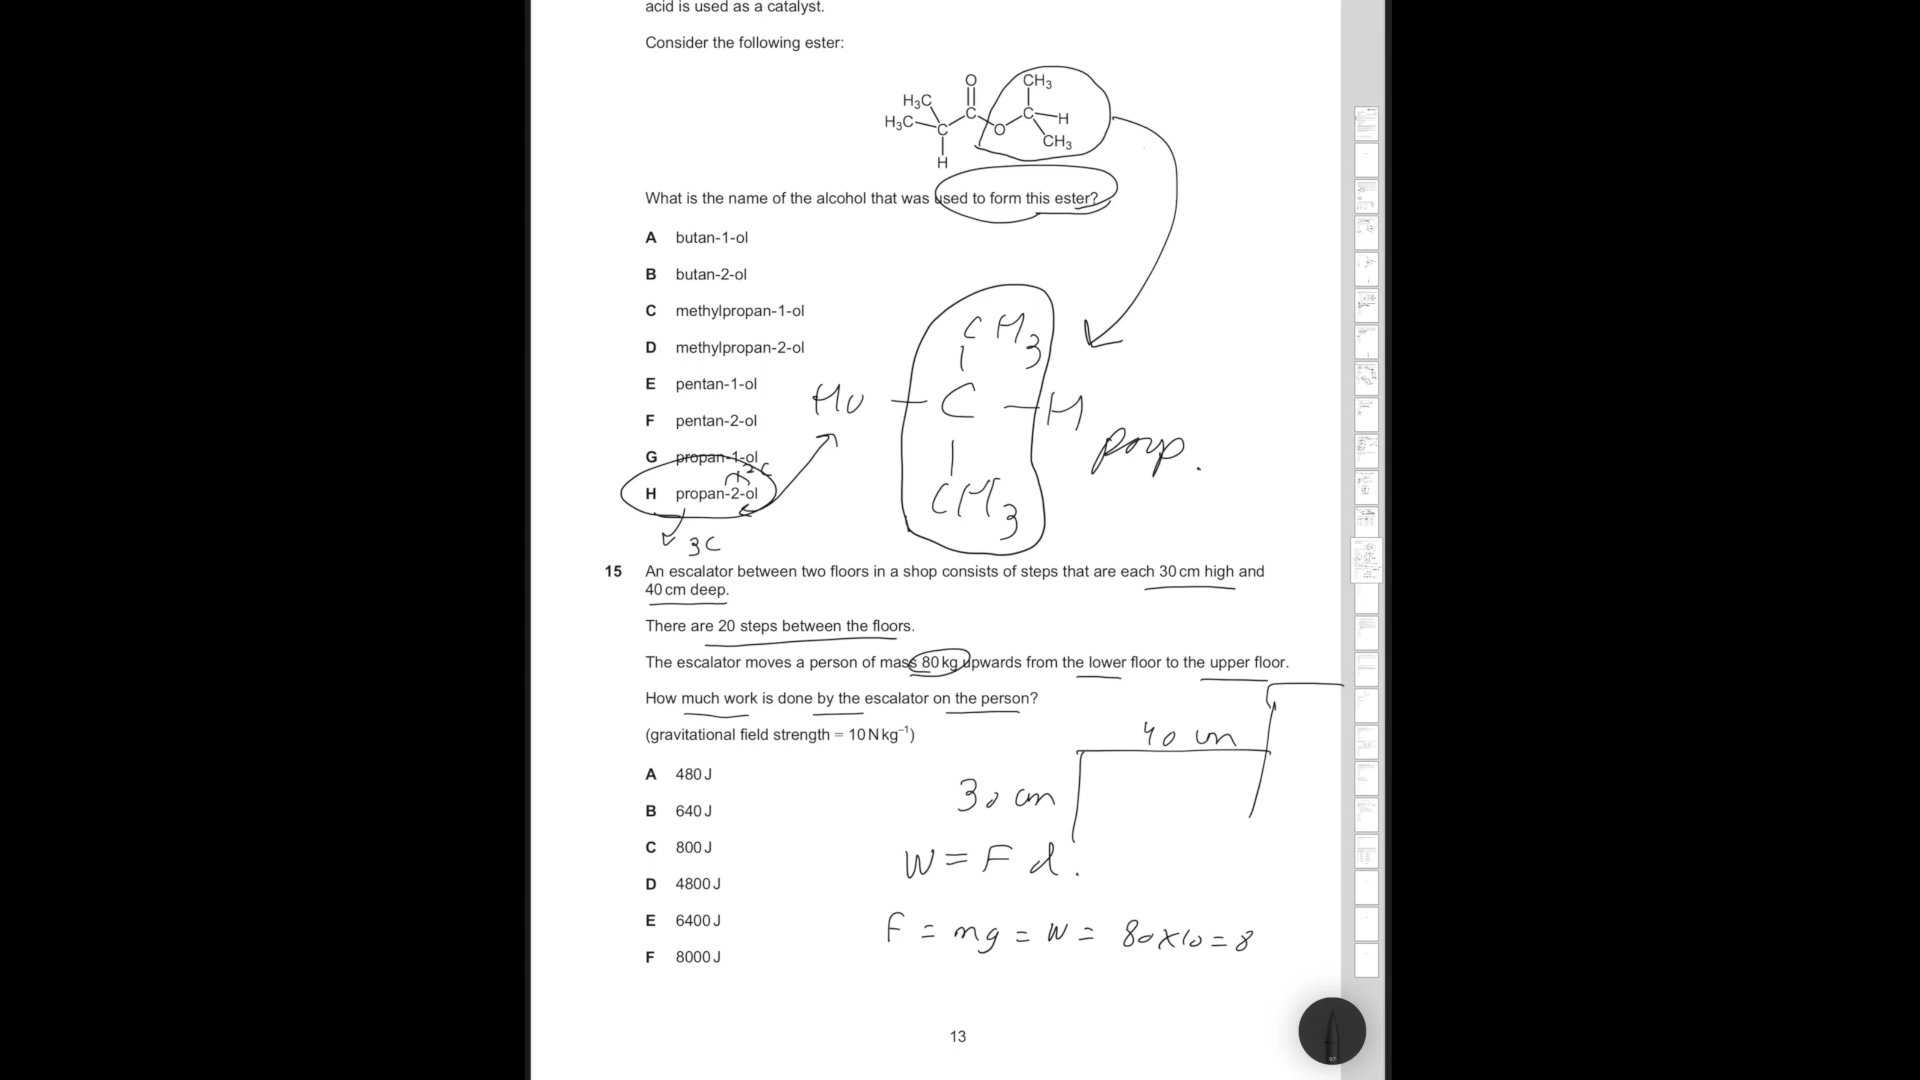 acid is used as a catalyst.
Consider the following ester:
O
CH₃
H₃C
H₃C
C
C
O
C
H
CH₃
H
What is the name of the alcohol that was used to form this ester?
A butan-1-ol
B butan-2-ol
C methylpropan-1-ol
D methylpropan-2-ol
E pentan-1-ol
F pentan-2-ol
G propan-1-ol
2C
H propan-2-ol
3C
CH₃
HO – C – H
CH₃
prop.
15 An escalator between two floors in a shop consists of steps that are each 30 cm high and
40 cm deep.
There are 20 steps between the floors.
The escalator moves a person of mass 80 kg upwards from the lower floor to the upper floor.
How much work is done by the escalator on the person?
(gravitational field strength = 10 N kg⁻¹)
40 cm
A 480 J
30 cm
B 640 J
C 800 J
W = F d.
D 4800 J
E 6400 J
F = mg = W = 80×10 = 8
F 8000 J
13
97